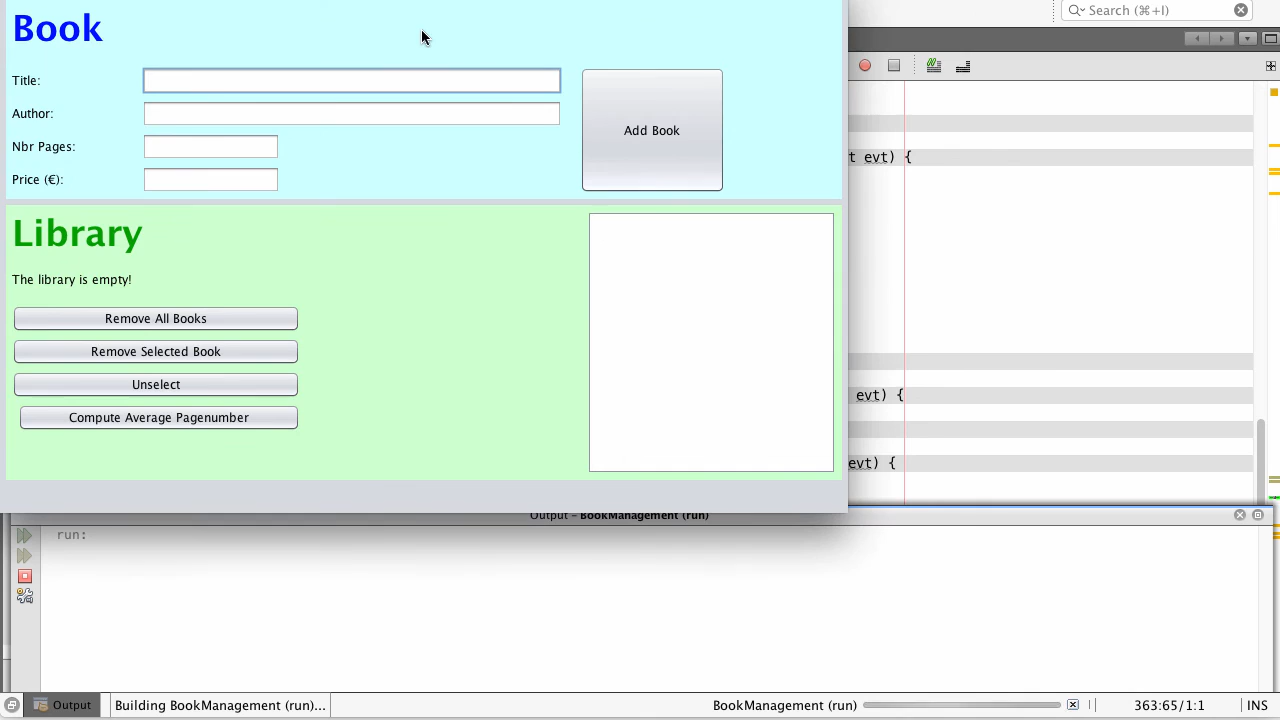 Book
Title:
Author:
Nbr Pages:
Price (€):
Add Book
Library
The library is empty!
Remove All Books
Remove Selected Book
Unselect
Compute Average Pagenumber
Search (⌘+I)
t evt) {
evt) {
evt) {
Output - BookManagement (run)
run:
Output
Building BookManagement (run)...
BookManagement (run)
363:65/1:1
INS